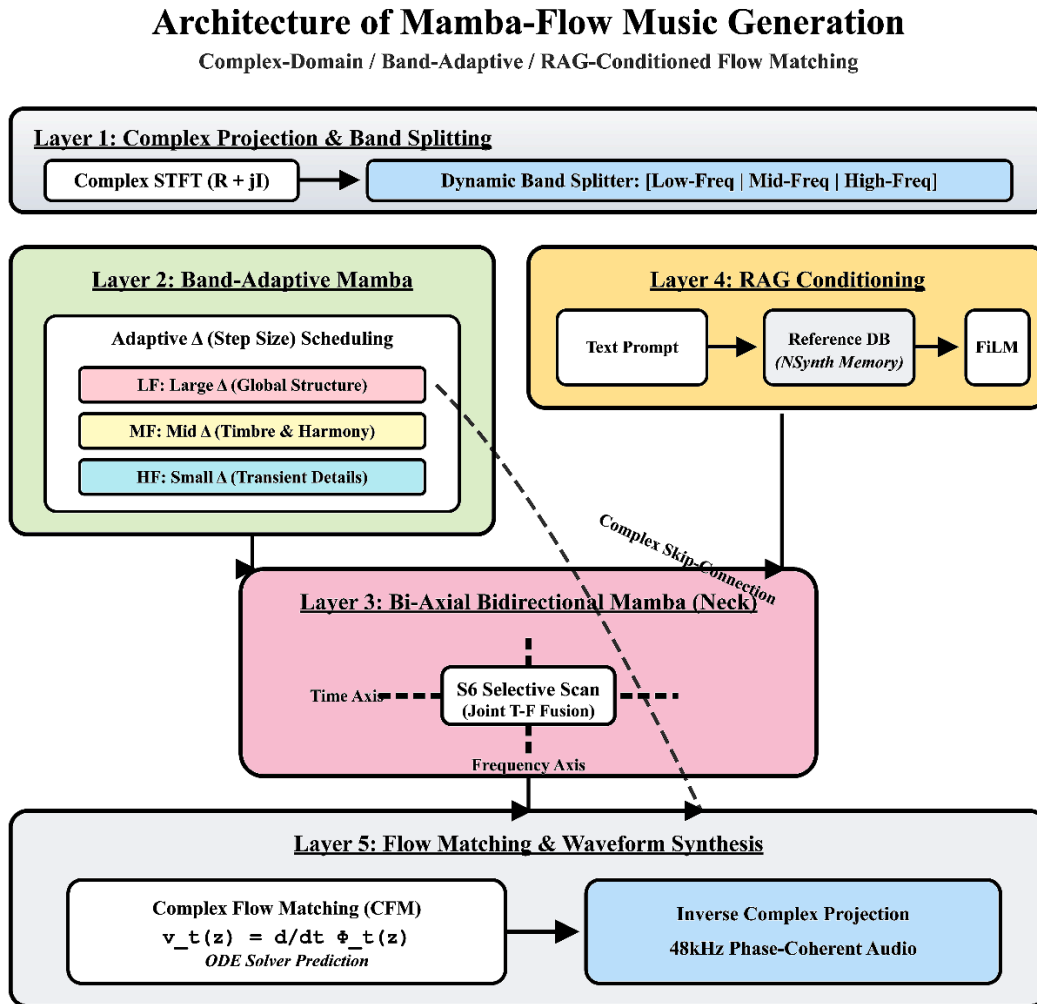 Architecture of Mamba-Flow Music Generation
Complex-Domain / Band-Adaptive / RAG-Conditioned Flow Matching
Layer 1: Complex Projection & Band Splitting
Complex STFT (R + jI)
Dynamic Band Splitter: [Low-Freq | Mid-Freq | High-Freq]
Layer 2: Band-Adaptive Mamba
Adaptive Δ (Step Size) Scheduling
LF: Large Δ (Global Structure)
MF: Mid Δ (Timbre & Harmony)
HF: Small Δ (Transient Details)
Layer 4: RAG Conditioning
Text Prompt
Reference DB
(NSynth Memory)
FiLM
Complex Skip-Connection
Layer 3: Bi-Axial Bidirectional Mamba (Neck)
Time Axis
S6 Selective Scan
(Joint T-F Fusion)
Frequency Axis
Layer 5: Flow Matching & Waveform Synthesis
Complex Flow Matching (CFM)
v_t(z) = d/dt Φ_t(z)
ODE Solver Prediction
Inverse Complex Projection
48kHz Phase-Coherent Audio